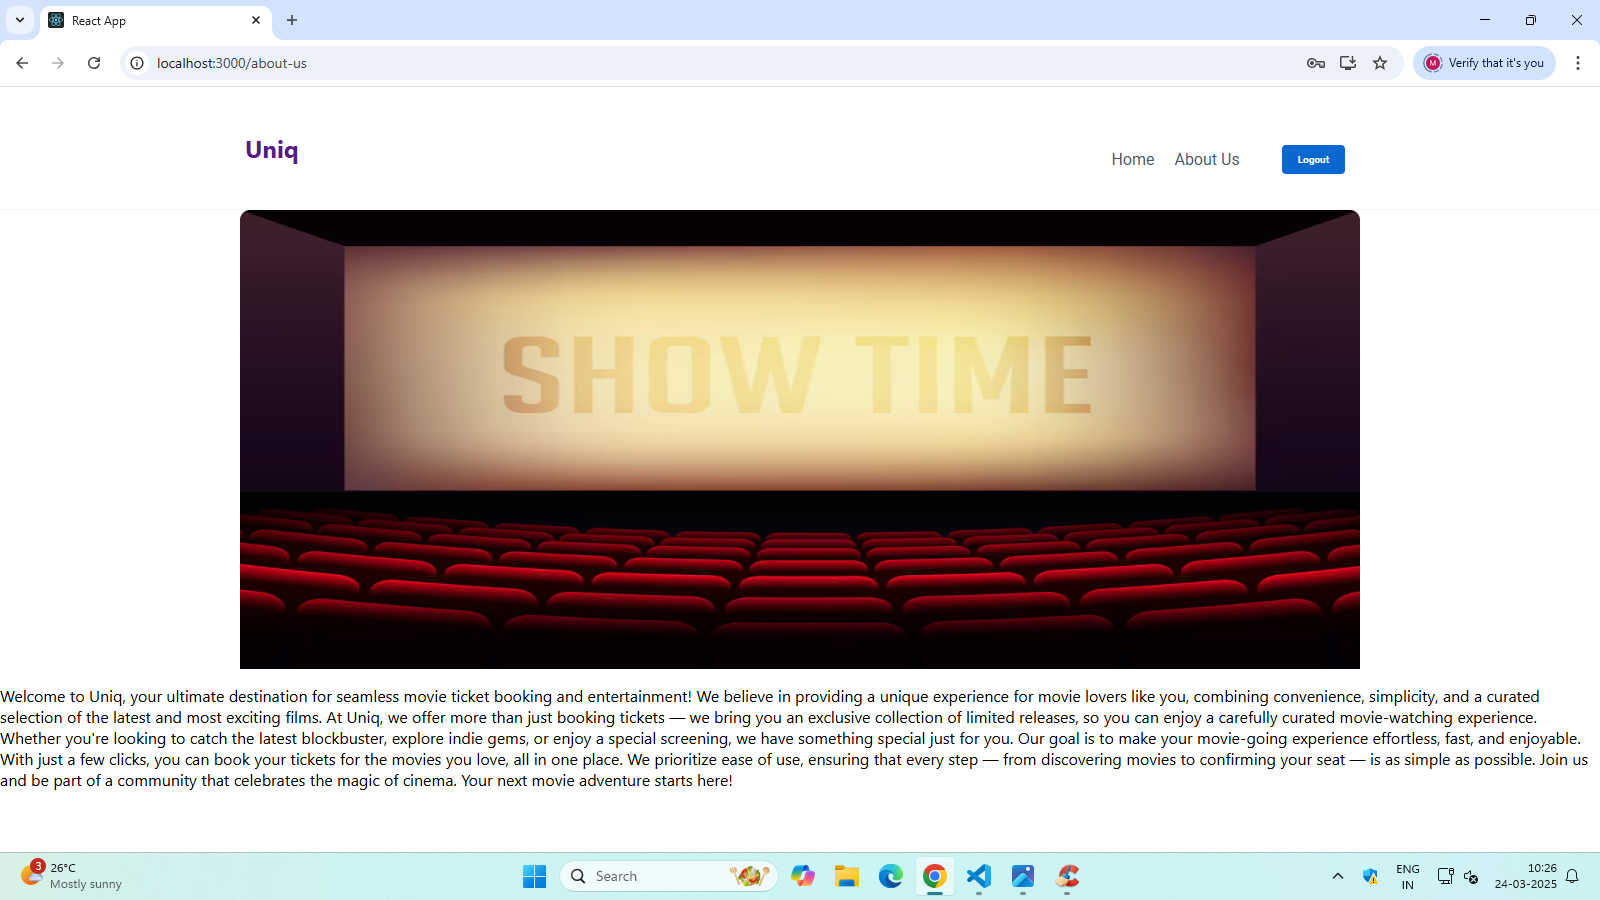 React App
localhost:3000/about-us
Verify that it's you
Uniq
Home About Us Logout
SHOW TIME
Welcome to Uniq, your ultimate destination for seamless movie ticket booking and entertainment! We believe in providing a unique experience for movie lovers like you, combining convenience, simplicity, and a curated
selection of the latest and most exciting films. At Uniq, we offer more than just booking tickets — we bring you an exclusive collection of limited releases, so you can enjoy a carefully curated movie-watching experience.
Whether you're looking to catch the latest blockbuster, explore indie gems, or enjoy a special screening, we have something special just for you. Our goal is to make your movie-going experience effortless, fast, and enjoyable.
With just a few clicks, you can book your tickets for the movies you love, all in one place. We prioritize ease of use, ensuring that every step — from discovering movies to confirming your seat — is as simple as possible. Join us
and be part of a community that celebrates the magic of cinema. Your next movie adventure starts here!
3
26°C
Mostly sunny
Search
ENG
IN
10:26
24-03-2025